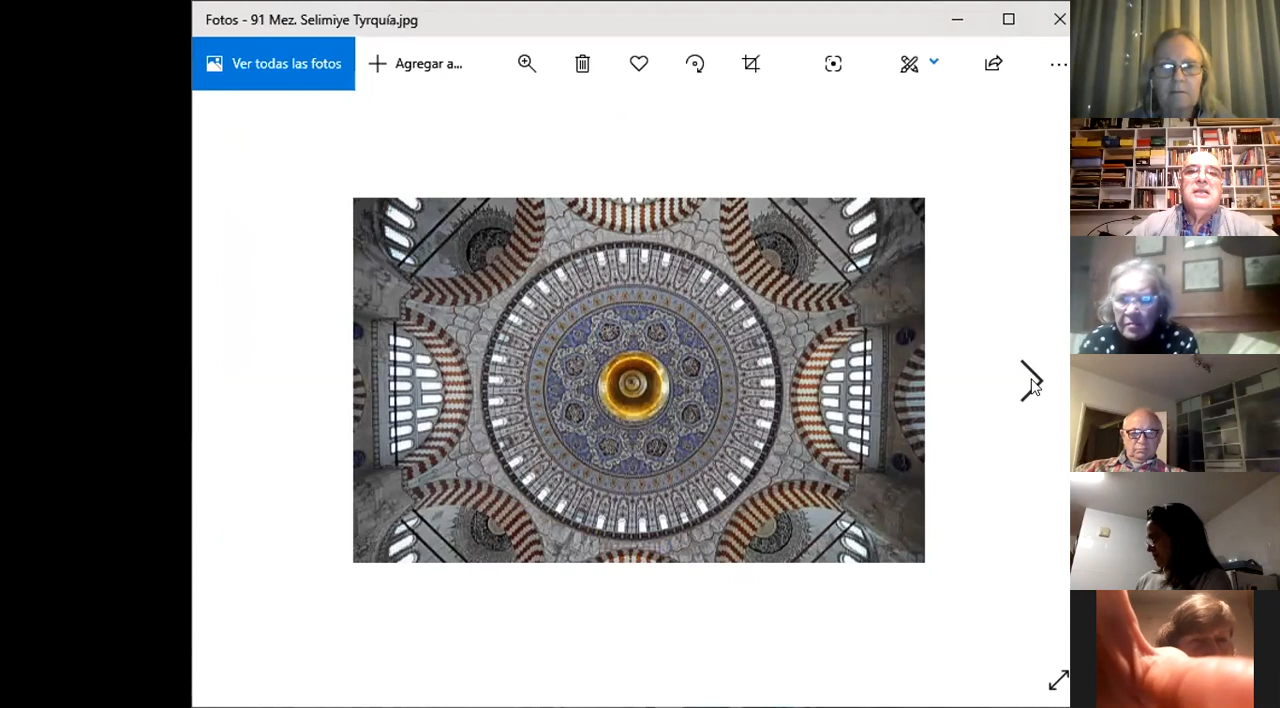 Fotos - 91 Mez. Selimiye Tyrquía.jpg
Ver todas las fotos
Agregar a...